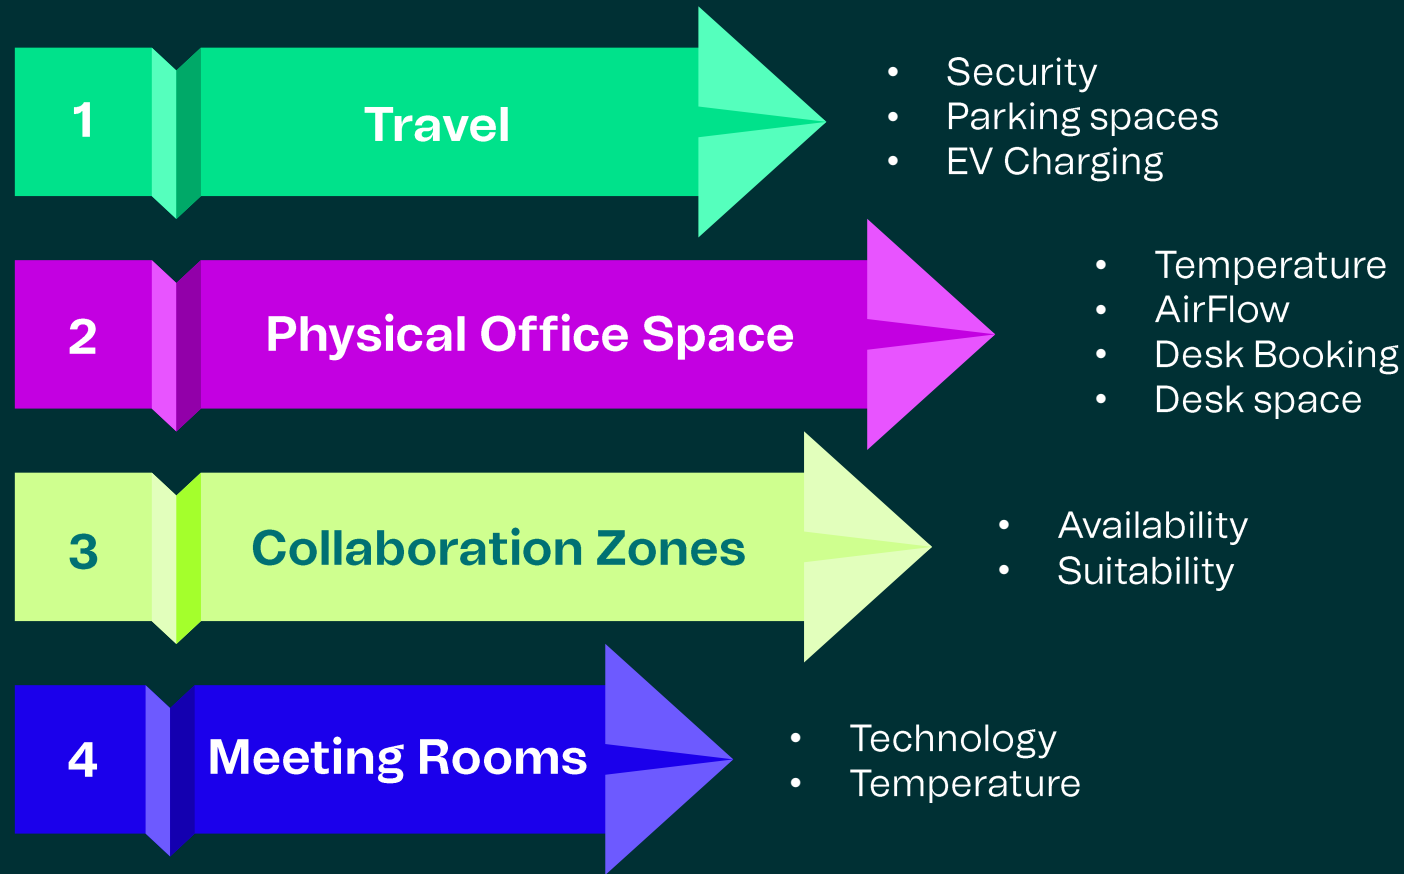 1
Travel
• Security
• Parking spaces
• EV Charging
2
Physical Office Space
• Temperature
• AirFlow
• Desk Booking
• Desk space
3
Collaboration Zones
• Availability
• Suitability
4
Meeting Rooms
• Technology
• Temperature